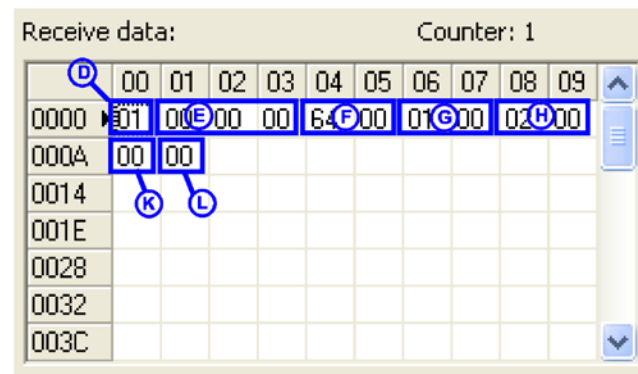 Receive data: Counter: 1
D 00 01 02 03 04 05 06 07 08 09
0000 01 00 E 00 00 64 F 00 01 G 00 02 H 00
000A 00 00
K L
0014
001E
0028
0032
003C